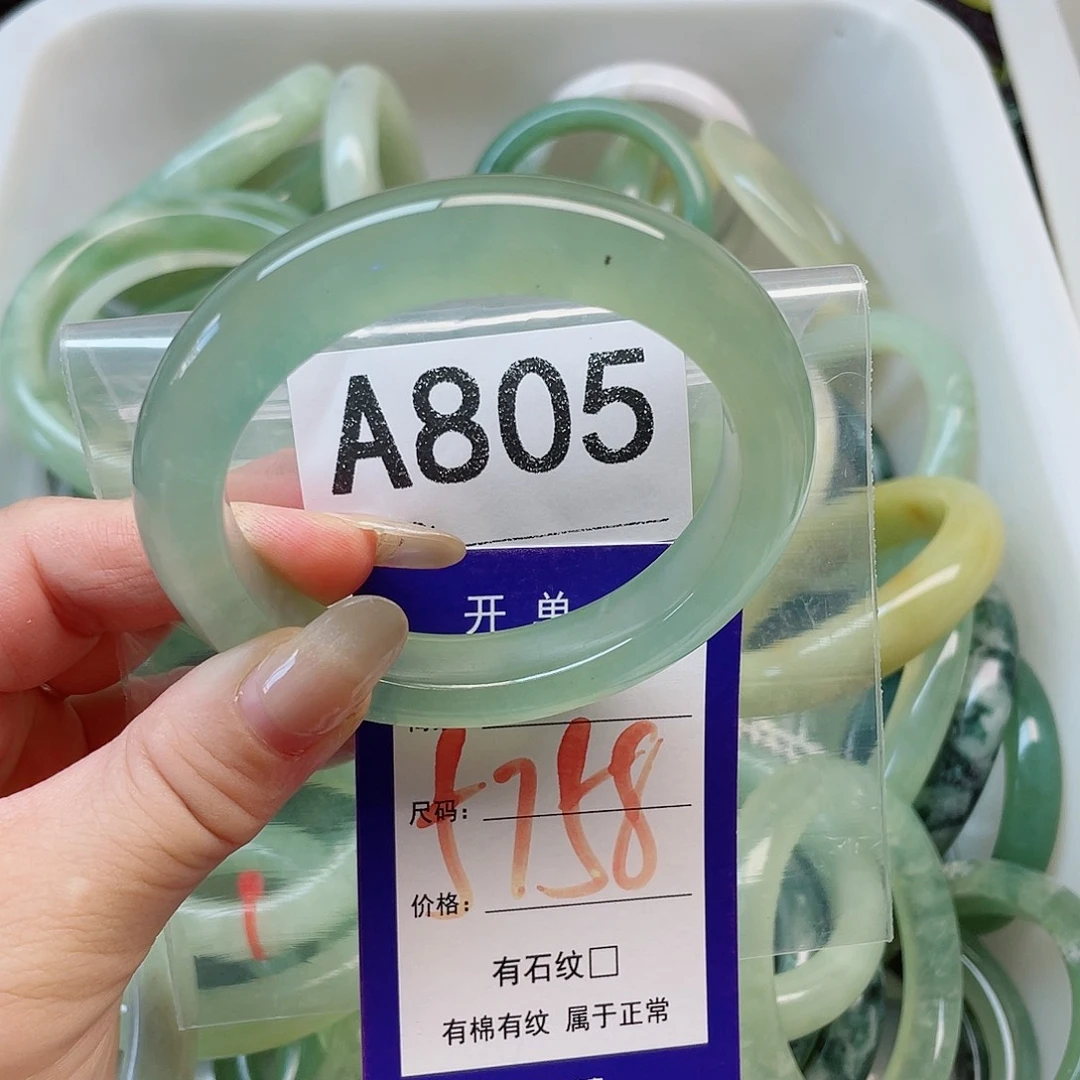 A805
开单
尺码：
价格：
有石纹□
有棉有纹 属于正常